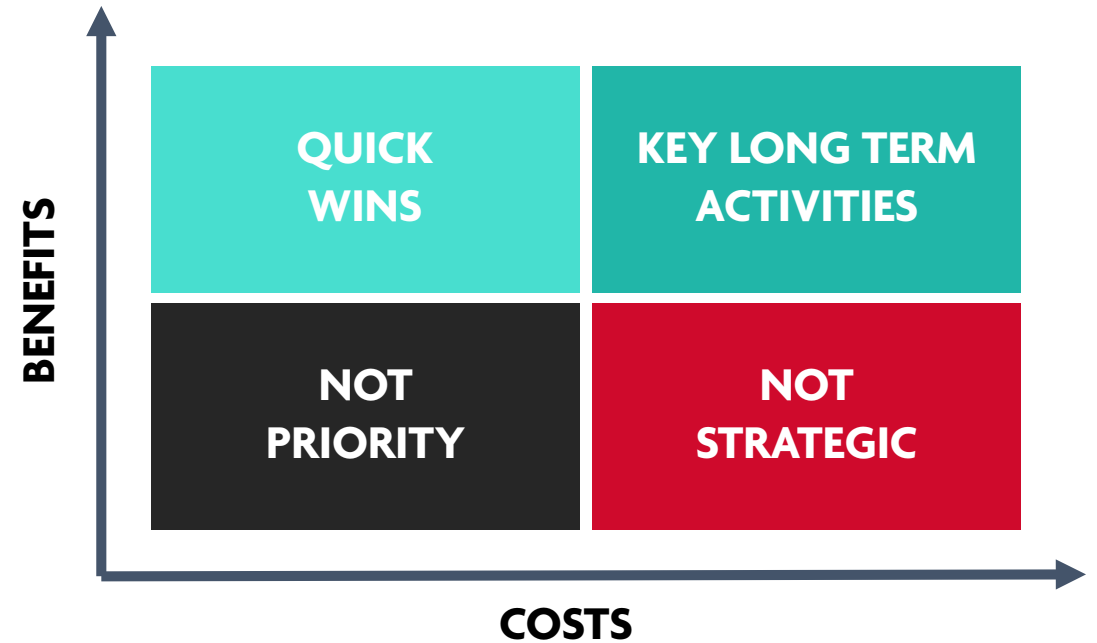 BENEFITS
QUICK
WINS
KEY LONG TERM
ACTIVITIES
NOT
PRIORITY
NOT
STRATEGIC
COSTS